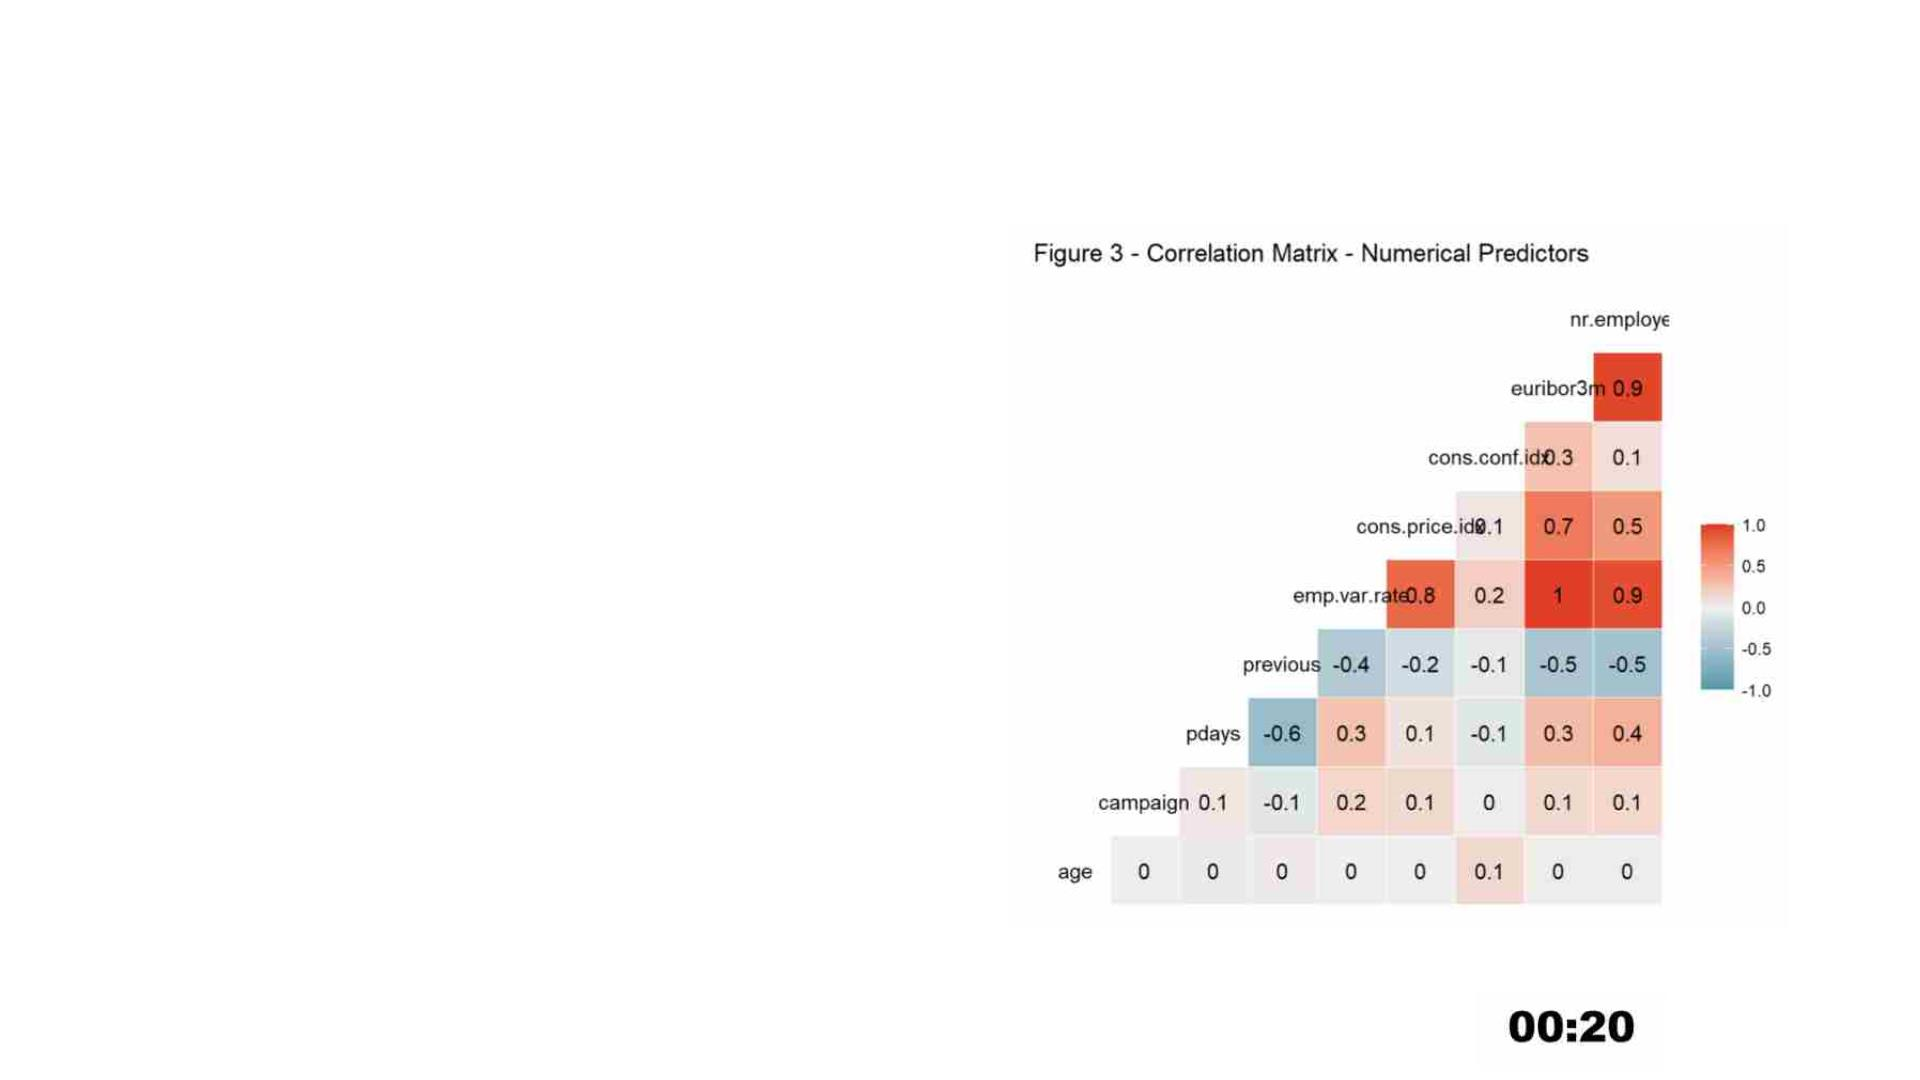 Figure 3 - Correlation Matrix - Numerical Predictors
nr.employe
euribor3m 0.9
cons.conf.idx 0.3 0.1
cons.price.idx 0.1 0.7 0.5
emp.var.rate 0.8 0.2 1 0.9
previous -0.4 -0.2 -0.1 -0.5 -0.5
pdays -0.6 0.3 0.1 -0.1 0.3 0.4
campaign 0.1 -0.1 0.2 0.1 0 0.1 0.1
age 0 0 0 0 0 0.1 0 0
1.0
0.5
0.0
-0.5
-1.0
00:20